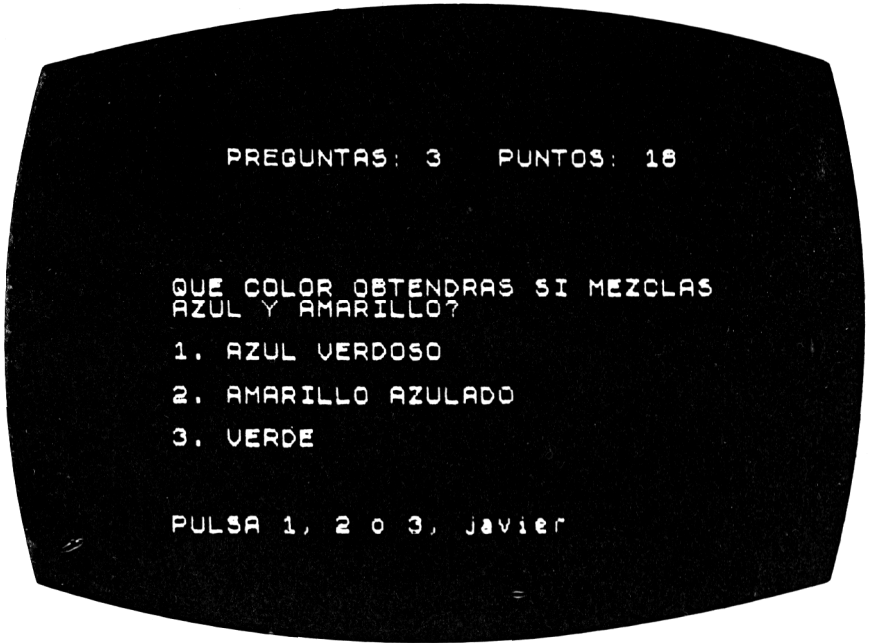 PREGUNTAS: 3 PUNTOS: 18
QUE COLOR OBTENDRAS SI MEZCLAS
AZUL Y AMARILLO?
1. AZUL VERDOSO
2. AMARILLO AZULADO
3. VERDE
PULSA 1, 2 o 3, javier